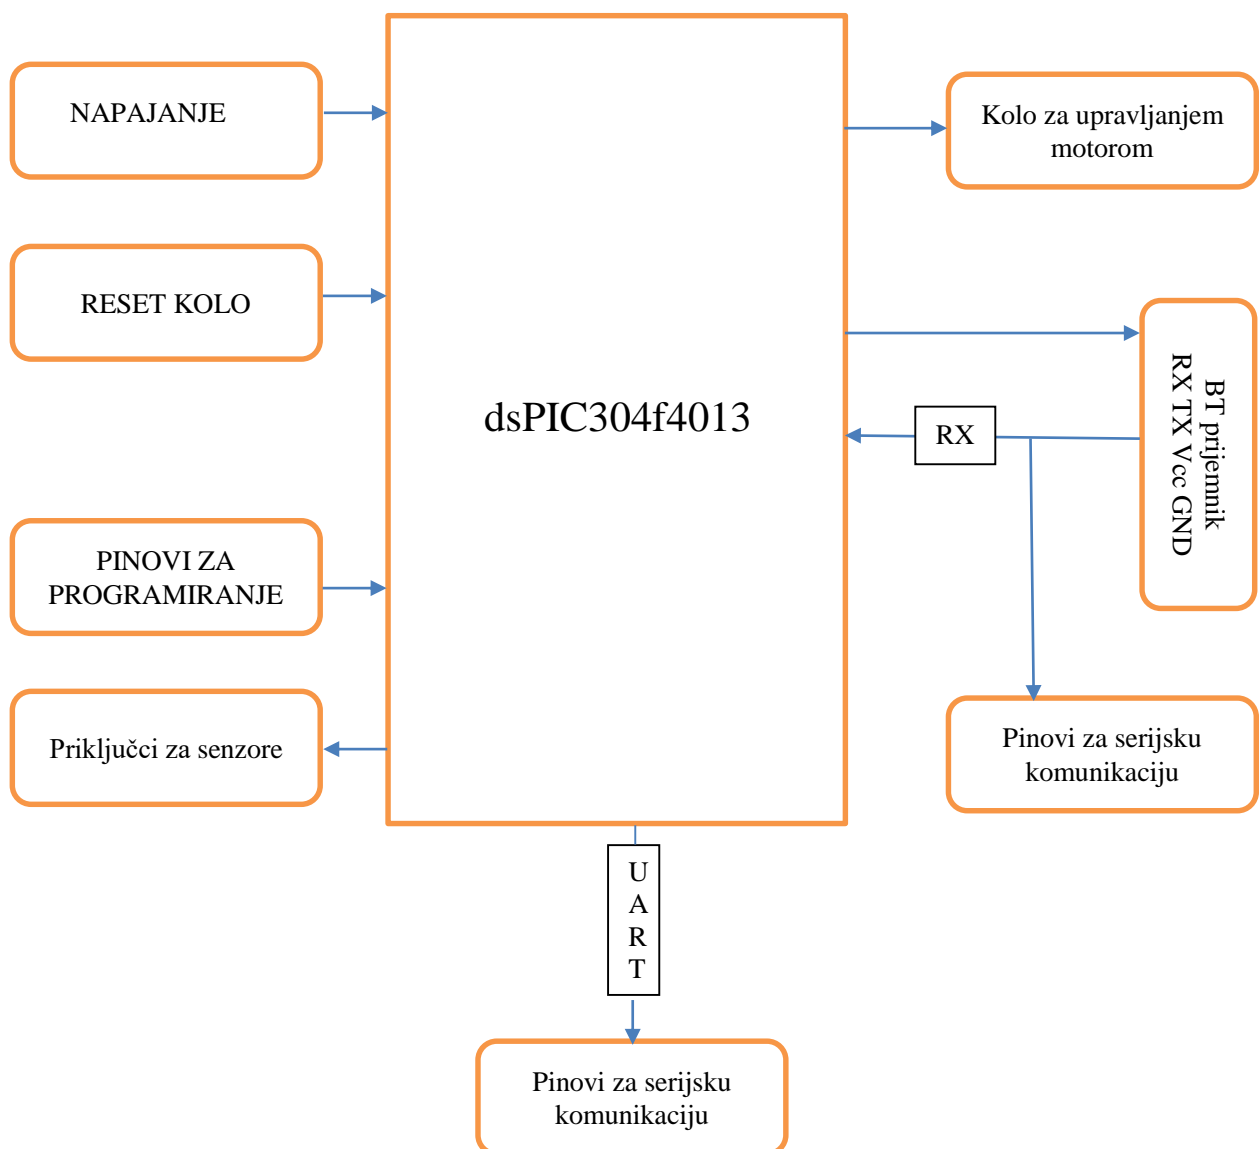 NAPAJANJE
Kolo za upravljanjem
motorom
RESET KOLO
BT prijemnik
RX TX Vcc GND
dsPIC304f4013
RX
PINOVI ZA
PROGRAMIRANJE
Priključci za senzore
Pinovi za serijsku
komunikaciju
U
A
R
T
Pinovi za serijsku
komunikaciju